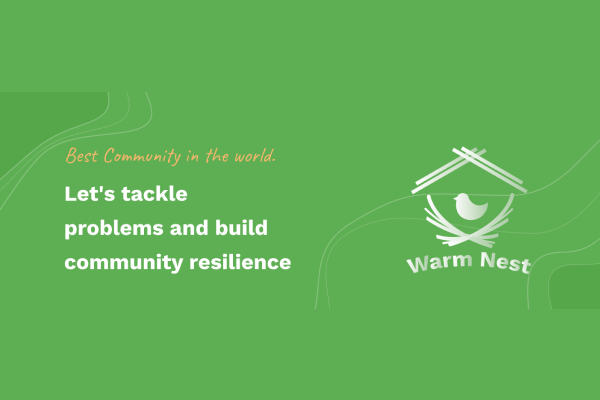 Best Community in the world.
Let's tackle
problems and build
community resilience
Warm Nest